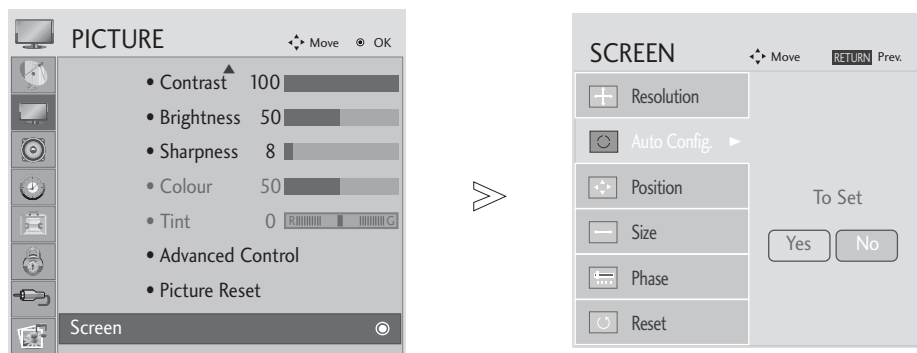 PICTURE Move OK
• Contrast 100
• Brightness 50
• Sharpness 8
• Colour 50
• Tint 0 R G
• Advanced Control
• Picture Reset
Screen
SCREEN Move RETURN Prev.
Resolution
Auto Config.
Position
Size
Phase
Reset
To Set
Yes No